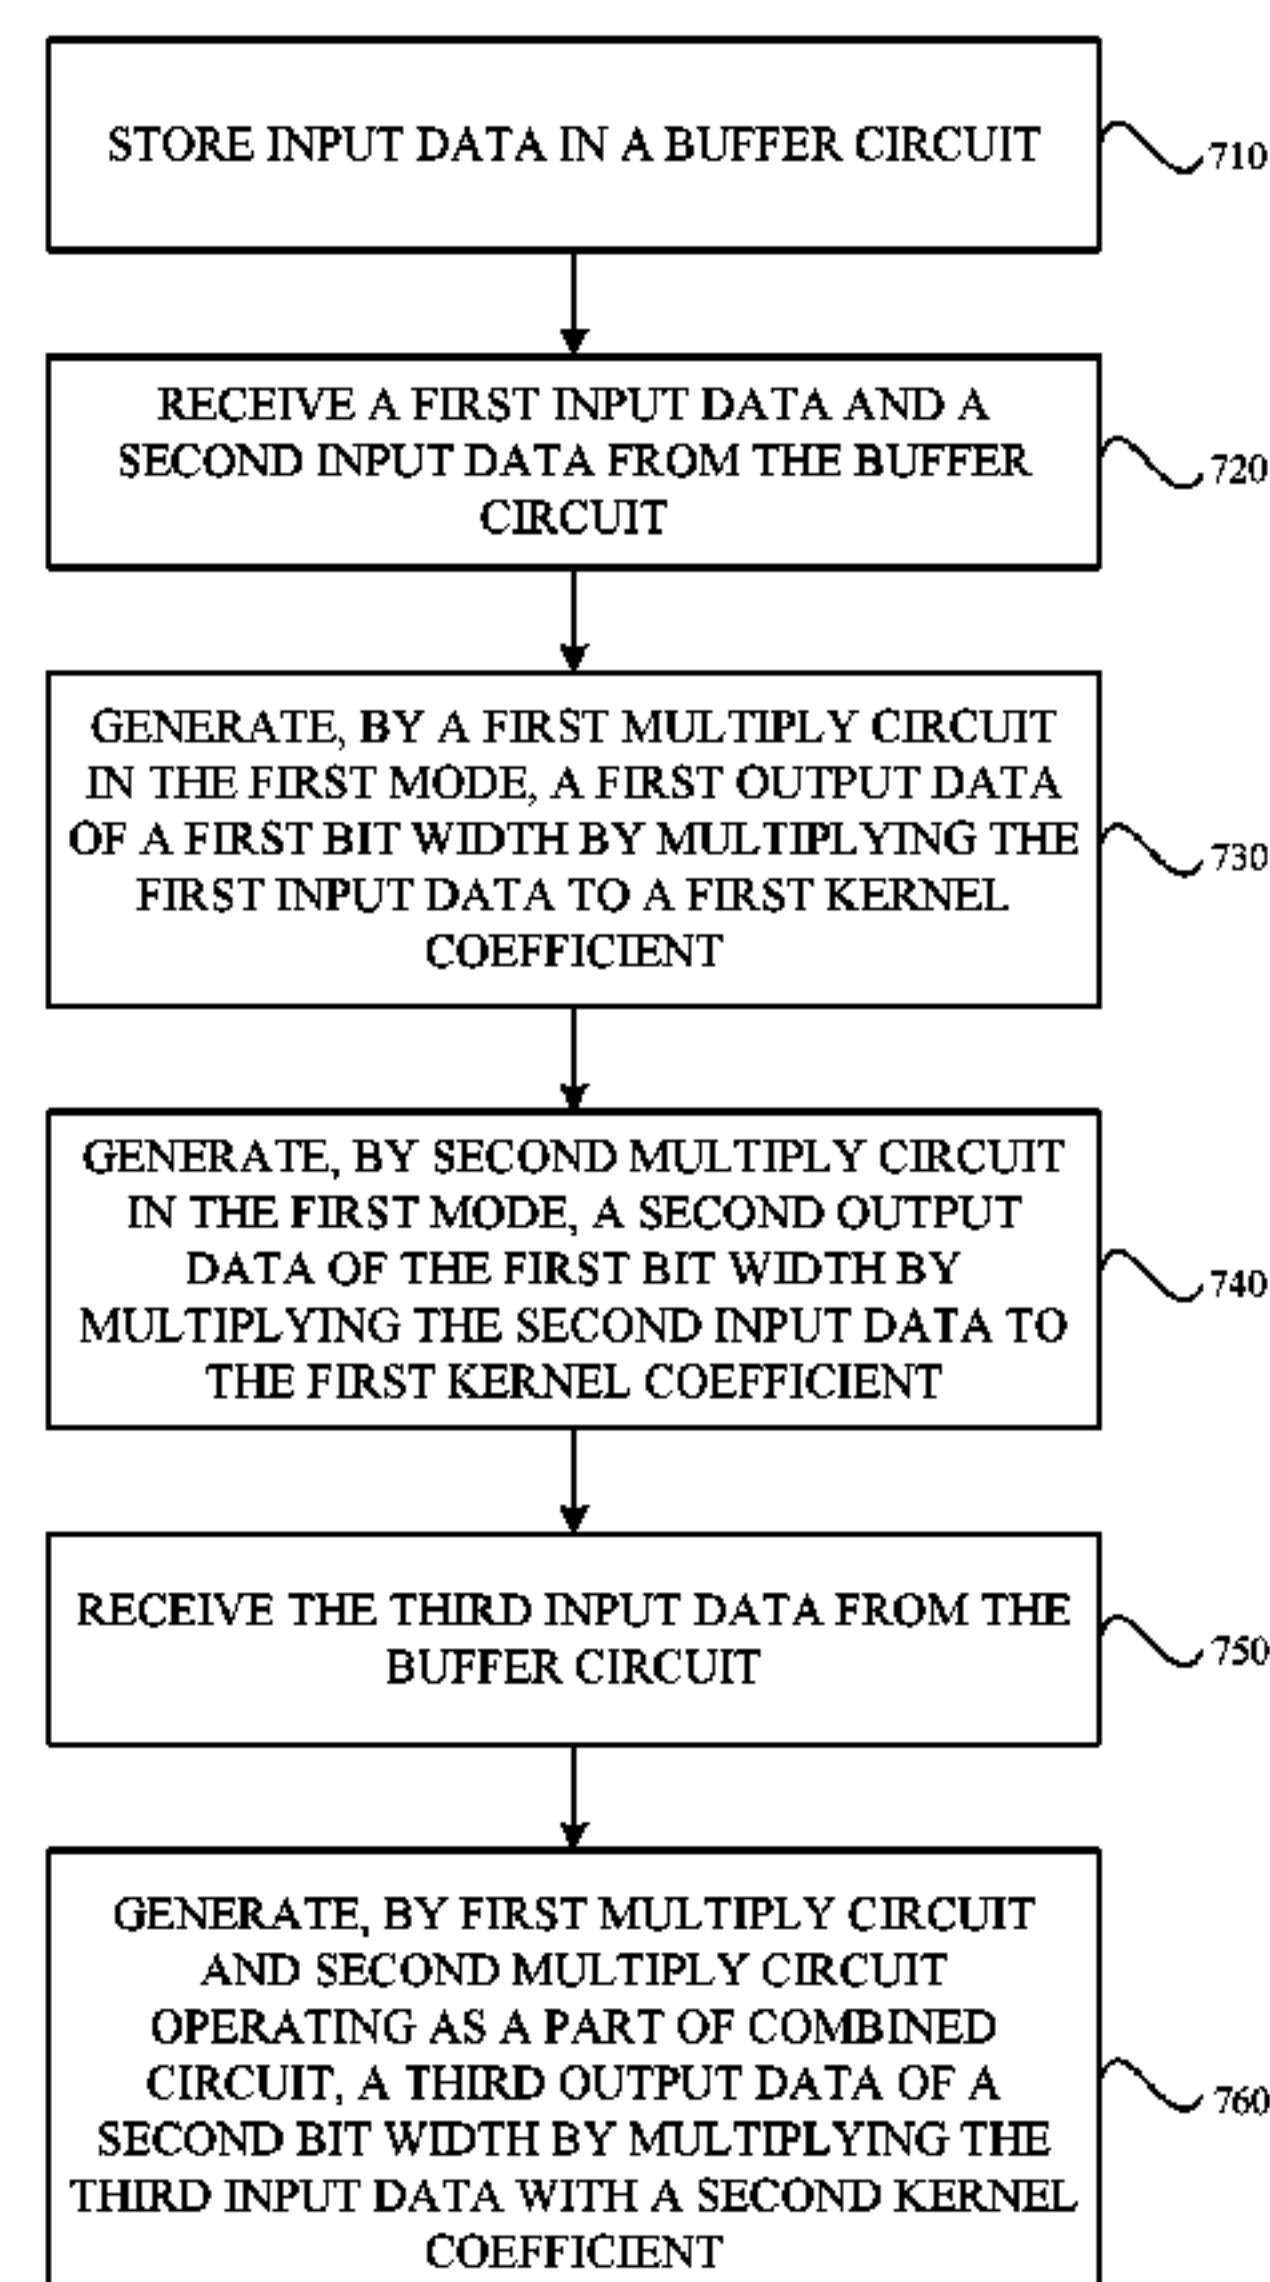 STORE INPUT DATA IN A BUFFER CIRCUIT
710
RECEIVE A FIRST INPUT DATA AND A
SECOND INPUT DATA FROM THE BUFFER
CIRCUIT
720
GENERATE, BY A FIRST MULTIPLY CIRCUIT
IN THE FIRST MODE, A FIRST OUTPUT DATA
OF A FIRST BIT WIDTH BY MULTIPLYING THE
FIRST INPUT DATA TO A FIRST KERNEL
COEFFICIENT
730
GENERATE, BY SECOND MULTIPLY CIRCUIT
IN THE FIRST MODE, A SECOND OUTPUT
DATA OF THE FIRST BIT WIDTH BY
MULTIPLYING THE SECOND INPUT DATA TO
THE FIRST KERNEL COEFFICIENT
740
RECEIVE THE THIRD INPUT DATA FROM THE
BUFFER CIRCUIT
750
GENERATE, BY FIRST MULTIPLY CIRCUIT
AND SECOND MULTIPLY CIRCUIT
OPERATING AS A PART OF COMBINED
CIRCUIT, A THIRD OUTPUT DATA OF A
SECOND BIT WIDTH BY MULTIPLYING THE
THIRD INPUT DATA WITH A SECOND KERNEL
COEFFICIENT
760